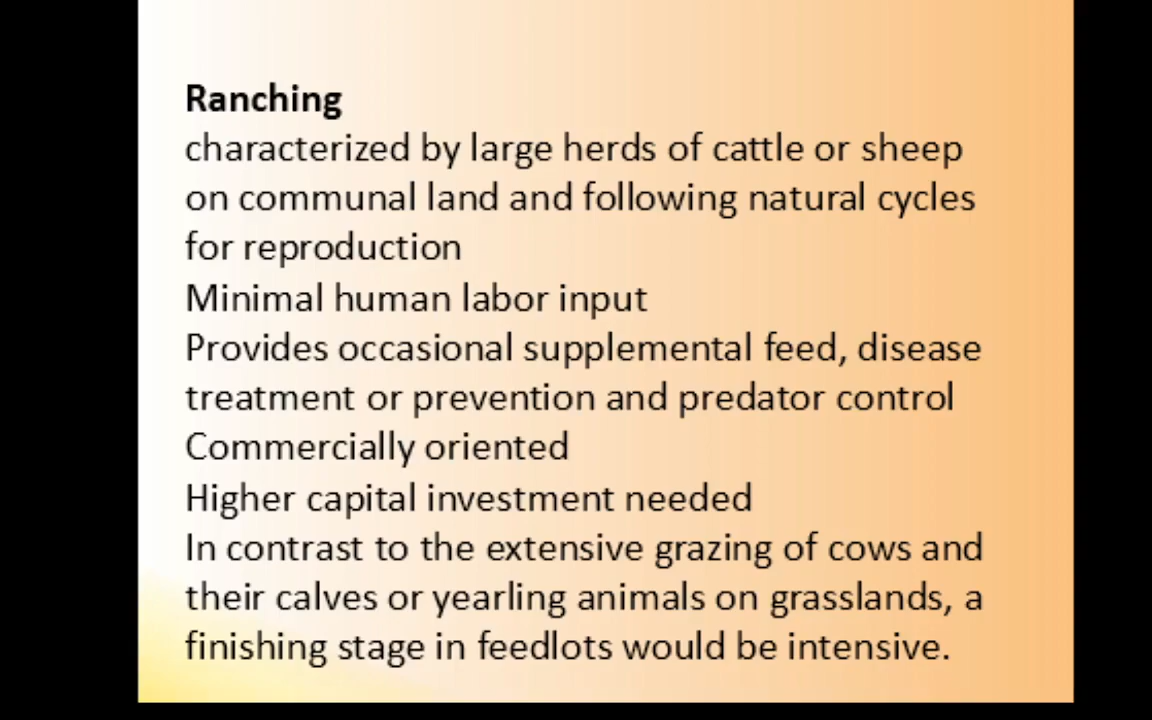 Ranching
characterized by large herds of cattle or sheep
on communal land and following natural cycles
for reproduction
Minimal human labor input
Provides occasional supplemental feed, disease
treatment or prevention and predator control
Commercially oriented
Higher capital investment needed
In contrast to the extensive grazing of cows and
their calves or yearling animals on grasslands, a
finishing stage in feedlots would be intensive.